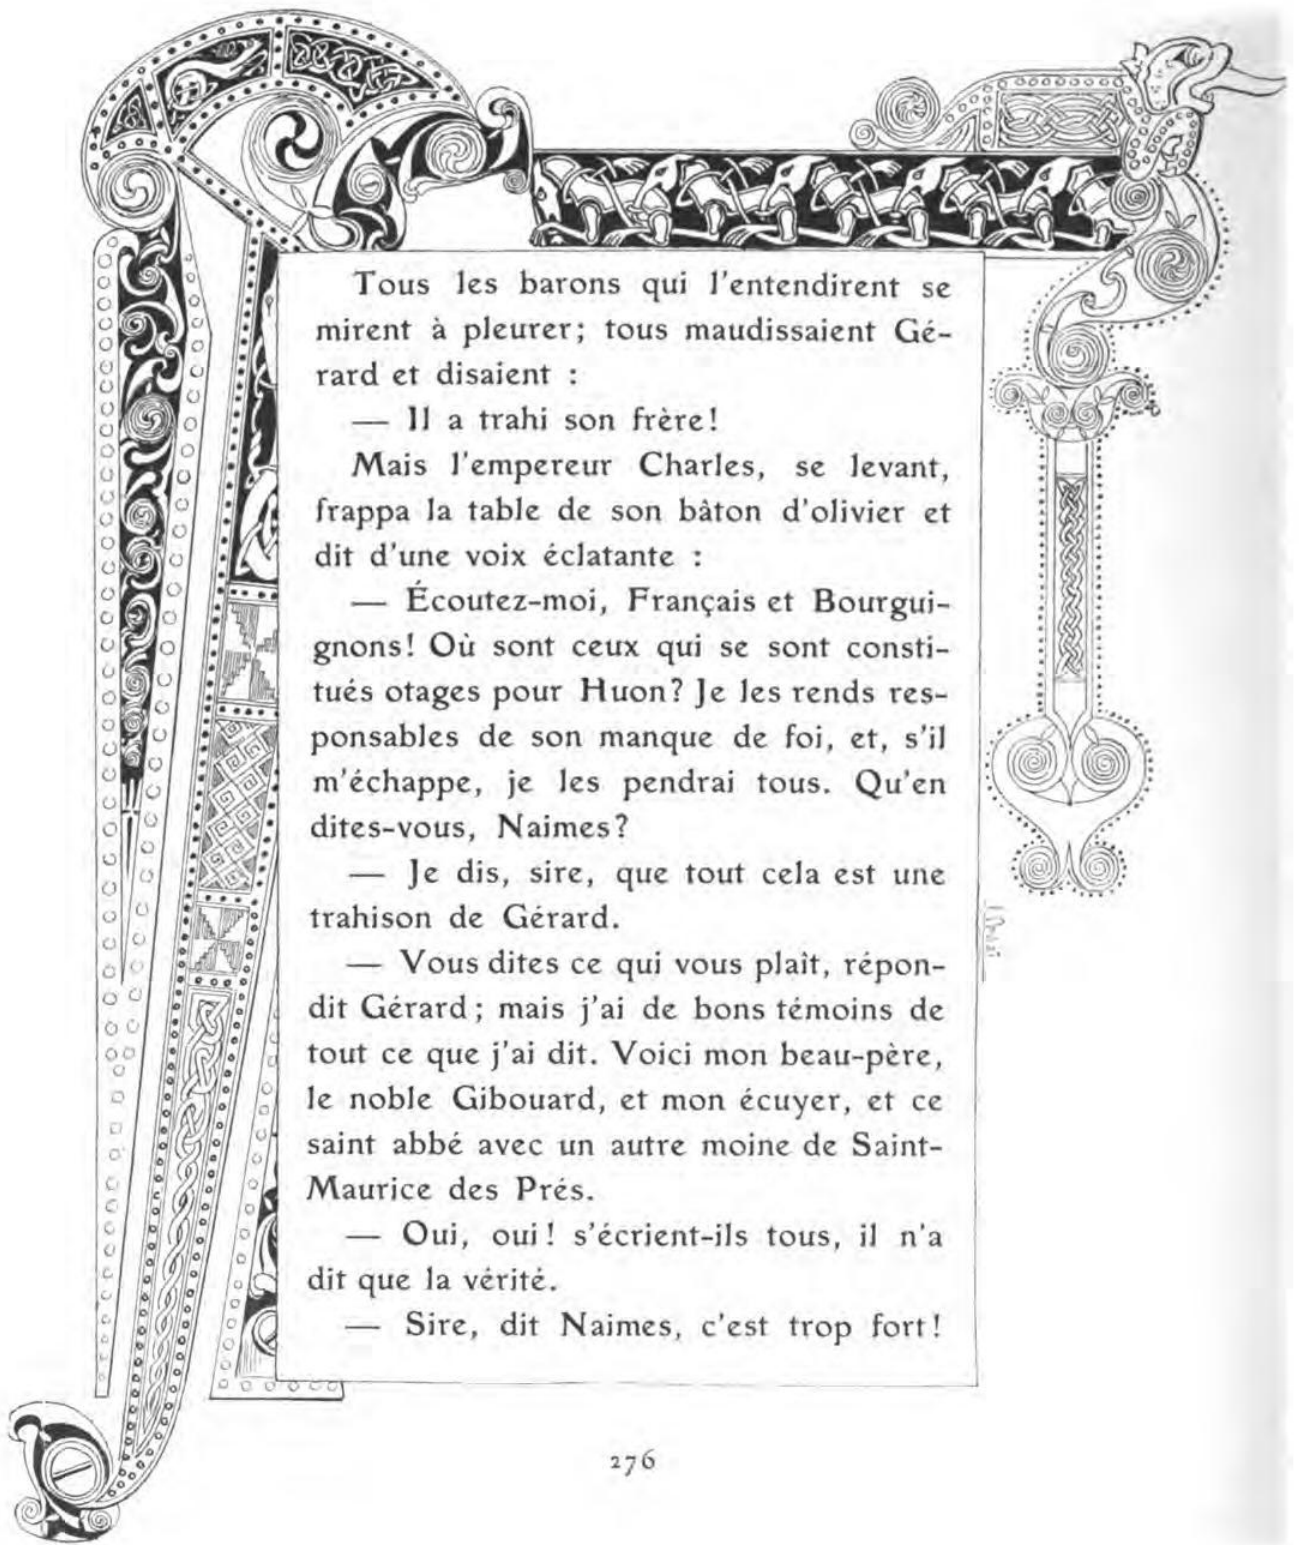 Tous les barons qui l'entendirent se
mirent à pleurer; tous maudissaient Gé-
rard et disaient :
— Il a trahi son frère!
Mais l'empereur Charles, se levant,
frappa la table de son bâton d'olivier et
dit d'une voix éclatante :
— Écoutez-moi, Français et Bourgui-
gnons! Où sont ceux qui se sont consti-
tués otages pour Huon? Je les rends res-
ponsables de son manque de foi, et, s'il
m'échappe, je les pendrai tous. Qu'en
dites-vous, Naimes?
— Je dis, sire, que tout cela est une
trahison de Gérard.
— Vous dites ce qui vous plaît, répon-
dit Gérard; mais j'ai de bons témoins de
tout ce que j'ai dit. Voici mon beau-père,
le noble Gibouard, et mon écuyer, et ce
saint abbé avec un autre moine de Saint-
Maurice des Prés.
— Oui, oui! s'écrient-ils tous, il n'a
dit que la vérité.
— Sire, dit Naimes, c'est trop fort!
276